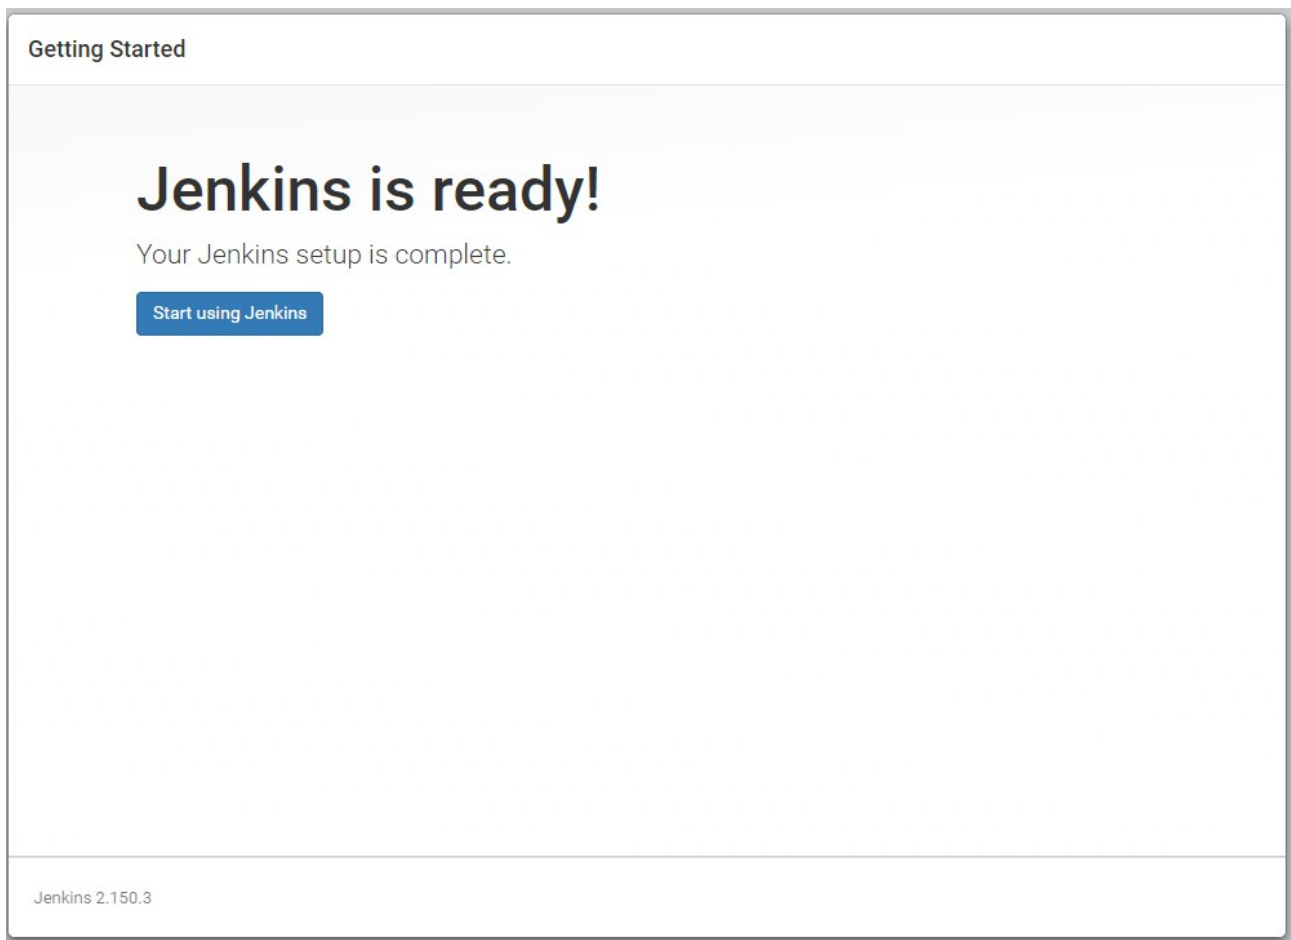 Getting Started
Jenkins is ready!
Your Jenkins setup is complete.
Start using Jenkins
Jenkins 2.150.3